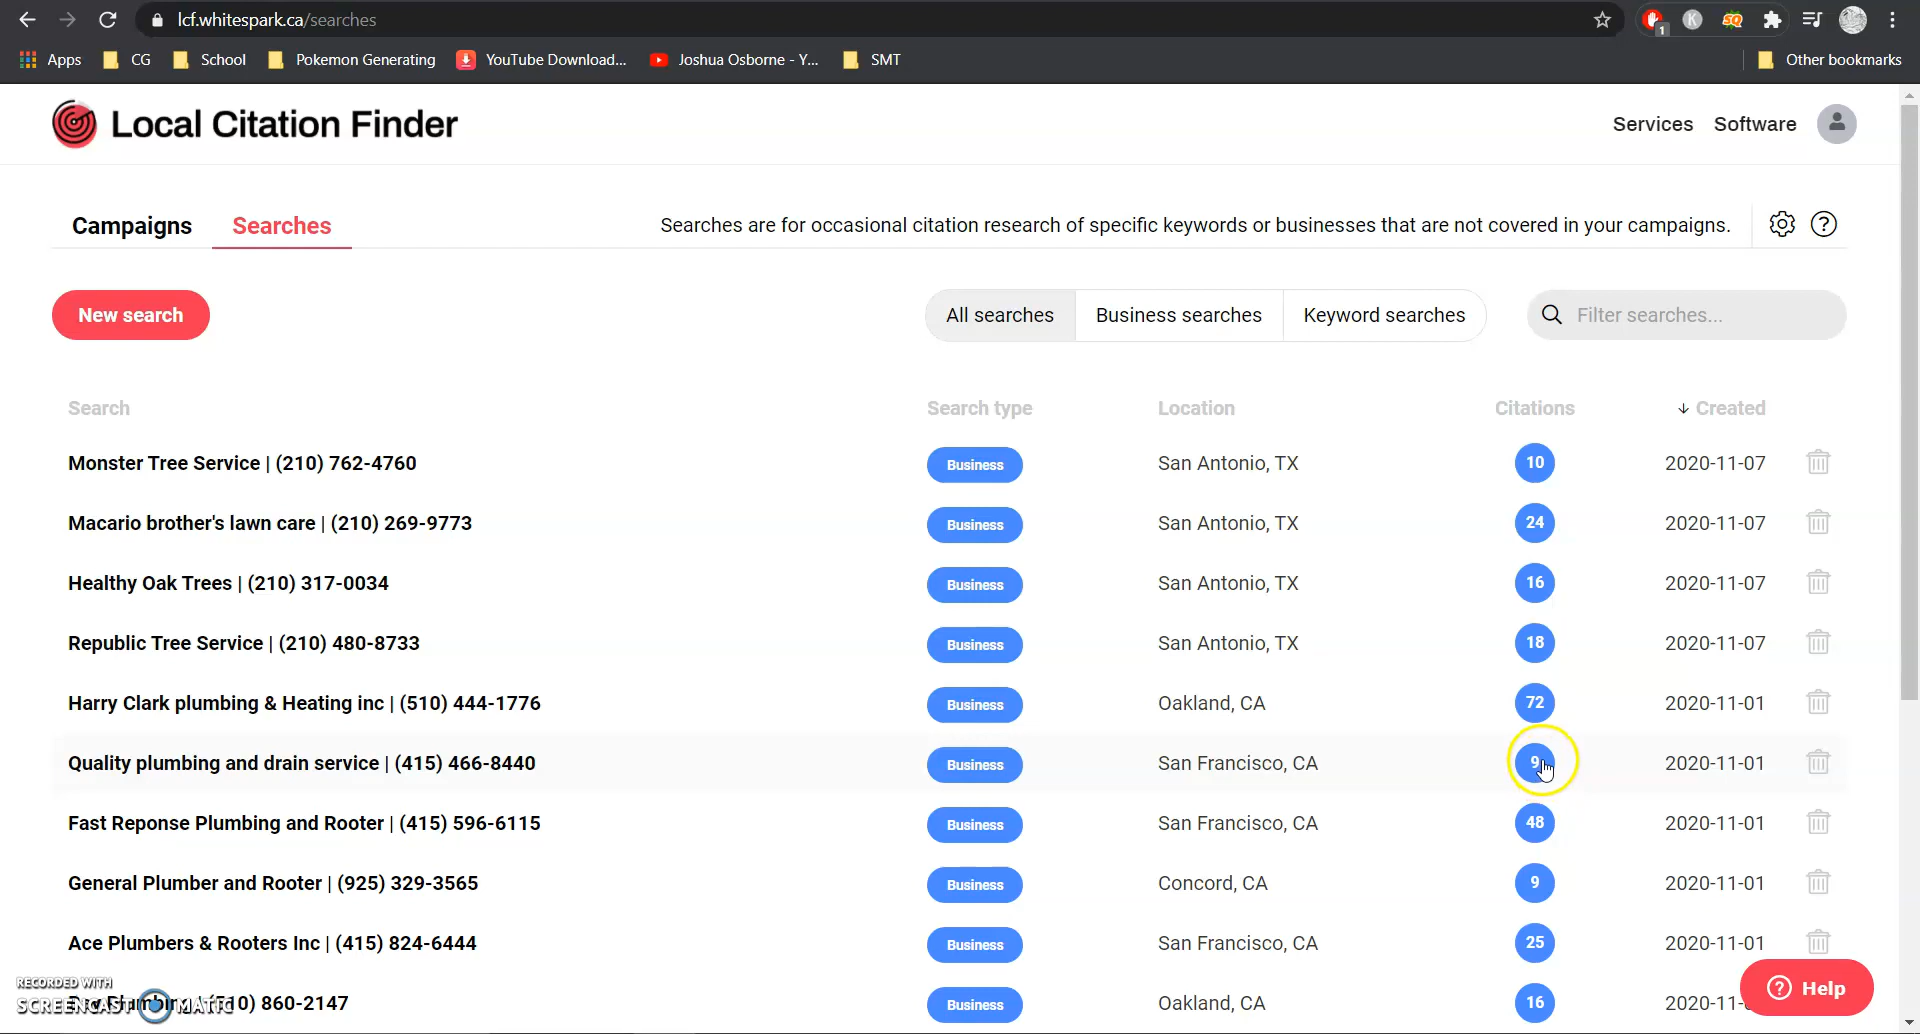 lcf.whitespark.ca/searches
1
K
SQ
Apps CG School Pokemon Generating YouTube Download... Joshua Osborne - Y... SMT Other bookmarks
Local Citation Finder
Services Software
Campaigns Searches Searches are for occasional citation research of specific keywords or businesses that are not covered in your campaigns. ?
New search All searches Business searches Keyword searches Filter searches...
Search Search type Location Citations ↓ Created
Monster Tree Service | (210) 762-4760 Business San Antonio, TX 10 2020-11-07
Macario brother's lawn care | (210) 269-9773 Business San Antonio, TX 24 2020-11-07
Healthy Oak Trees | (210) 317-0034 Business San Antonio, TX 16 2020-11-07
Republic Tree Service | (210) 480-8733 Business San Antonio, TX 18 2020-11-07
Harry Clark plumbing & Heating inc | (510) 444-1776 Business Oakland, CA 72 2020-11-01
Quality plumbing and drain service | (415) 466-8440 Business San Francisco, CA 9 2020-11-01
Fast Reponse Plumbing and Rooter | (415) 596-6115 Business San Francisco, CA 48 2020-11-01
General Plumber and Rooter | (925) 329-3565 Business Concord, CA 9 2020-11-01
Ace Plumbers & Rooters Inc | (415) 824-6444 Business San Francisco, CA 25 2020-11-01
860-2147 Business Oakland, CA 16 2020-11-
? Help
RECORDED WITH
SCREENCAST MATIC